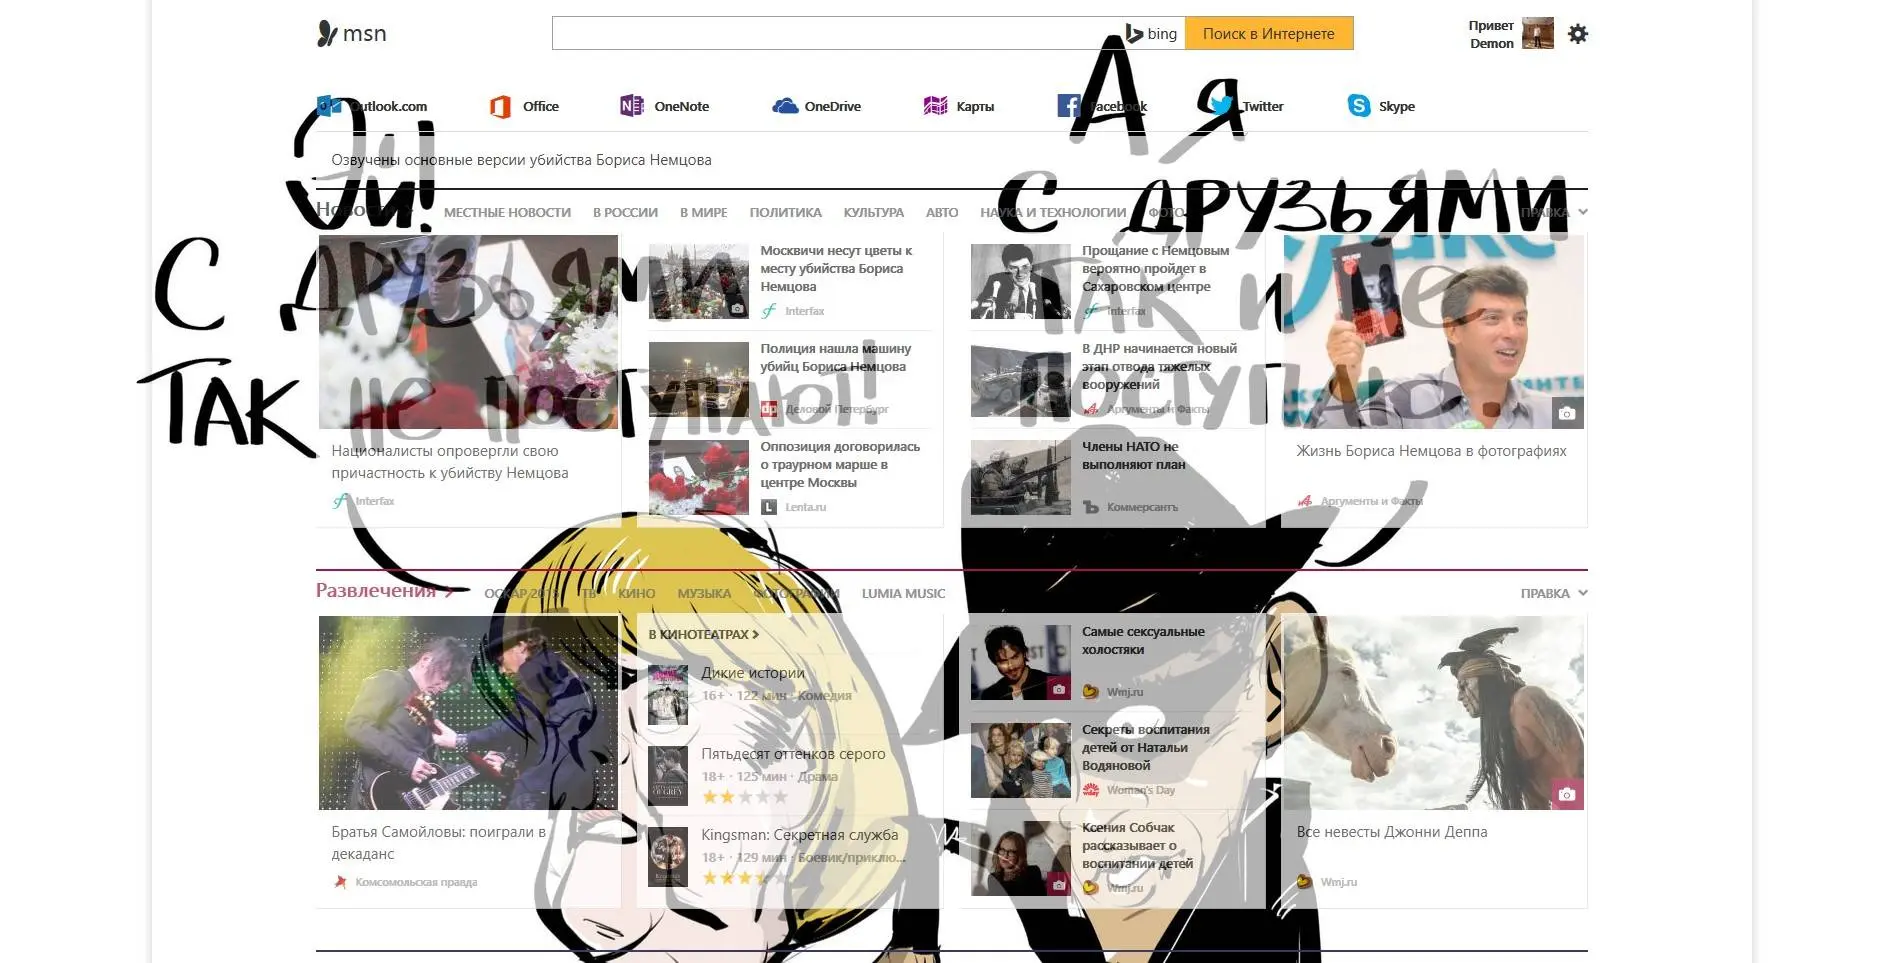 msn
bing
Поиск в Интернете
Привет
Demon
Outlook.com
Office
OneNote
OneDrive
Карты
Facebook
Twitter
Skype
Эй!
С друзьями
так не поступают!
А я
с друзьями
так и не
поступаю.
Озвучены основные версии убийства Бориса Немцова
Новости
МЕСТНЫЕ НОВОСТИ
В РОССИИ
В МИРЕ
ПОЛИТИКА
КУЛЬТУРА
АВТО
НАУКА И ТЕХНОЛОГИИ
ФОТО
ПРАВКА
Националисты опровергли свою
причастность к убийству Немцова
Interfax
Москвичи несут цветы к
месту убийства Бориса
Немцова
Interfax
Полиция нашла машину
убийц Бориса Немцова
dp Деловой Петербург
Оппозиция договорилась
о траурном марше в
центре Москвы
L Lenta.ru
Прощание с Немцовым
вероятно пройдет в
Сахаровском центре
Interfax
В ДНР начинается новый
этап отвода тяжелых
вооружений
Аргументы и Факты
Члены НАТО не
выполняют план
Коммерсантъ
Жизнь Бориса Немцова в фотографиях
Аргументы и Факты
Развлечения
ОСКАР 2015
ТВ
КИНО
МУЗЫКА
ФОТОГРАФИИ
LUMIA MUSIC
ПРАВКА
Братья Самойловы: поиграли в
декаданс
Комсомольская правда
В КИНОТЕАТРАХ
Дикие истории
16+ · 122 мин · Комедия
Пятьдесят оттенков серого
18+ · 125 мин · Драма
Kingsman: Секретная служба
18+ · 129 мин · Боевик/приклю...
Самые сексуальные
холостяки
Wmj.ru
Секреты воспитания
детей от Натальи
Водяновой
Woman's Day
Ксения Собчак
рассказывает о
воспитании детей
Wmj.ru
Все невесты Джонни Деппа
Wmj.ru